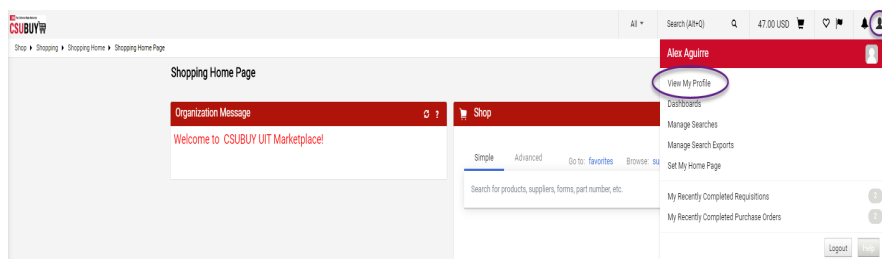 CSUBUY
All
Search (Alt+Q)
47.00 USD
Shop Shopping Shopping Home Shopping Home Page
Alex Aguirre
Shopping Home Page
View My Profile
Dashboards
Organization Message
?
Shop
Manage Searches
Welcome to CSUBUY UIT Marketplace!
Manage Search Exports
Simple Advanced Go to: favorites Browse: su
Set My Home Page
Search for products, suppliers, forms, part number, etc.
My Recently Completed Requisitions 2
My Recently Completed Purchase Orders 2
Logout Help